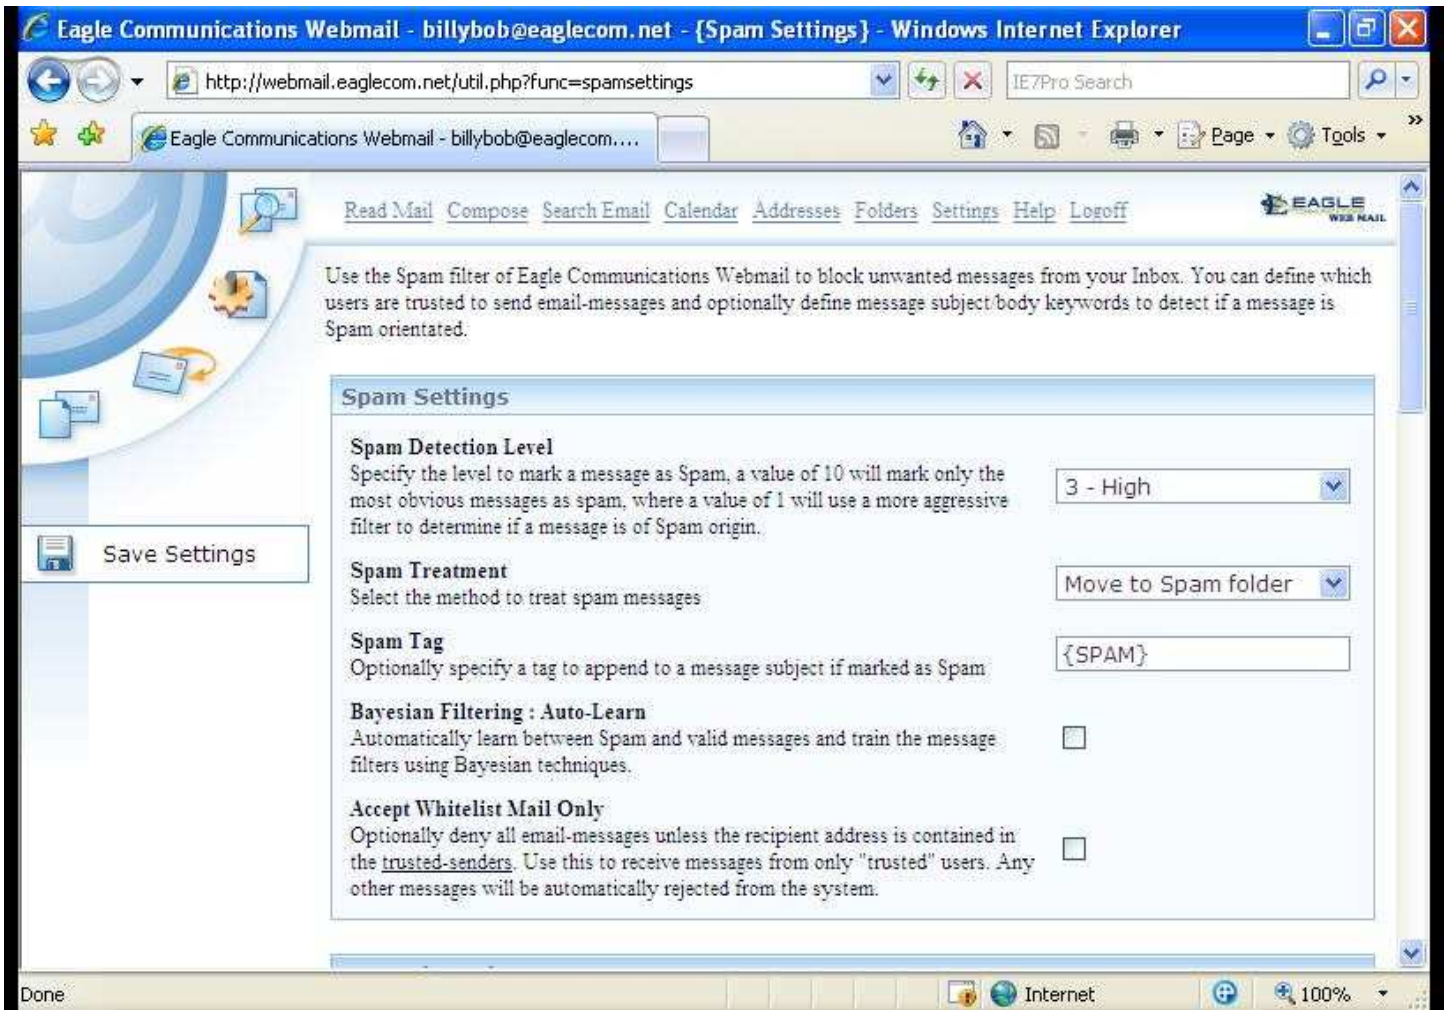 Eagle Communications Webmail - billybob@eaglecom.net - {Spam Settings} - Windows Internet Explorer
http://webmail.eaglecom.net/util.php?func=spamsettings
IE7Pro Search
Eagle Communications Webmail - billybob@eaglecom....
Page
Tools
»
Read Mail Compose Search Email Calendar Addresses Folders Settings Help Logoff
EAGLE
WEB MAIL
Use the Spam filter of Eagle Communications Webmail to block unwanted messages from your Inbox. You can define which
users are trusted to send email-messages and optionally define message subject/body keywords to detect if a message is
Spam orientated.
Spam Settings
Spam Detection Level
Specify the level to mark a message as Spam, a value of 10 will mark only the
most obvious messages as spam, where a value of 1 will use a more aggressive
filter to determine if a message is of Spam origin.
3 - High
Save Settings
Spam Treatment
Select the method to treat spam messages
Move to Spam folder
Spam Tag
Optionally specify a tag to append to a message subject if marked as Spam
{SPAM}
Bayesian Filtering : Auto-Learn
Automatically learn between Spam and valid messages and train the message
filters using Bayesian techniques.
Accept Whitelist Mail Only
Optionally deny all email-messages unless the recipient address is contained in
the trusted-senders. Use this to receive messages from only "trusted" users. Any
other messages will be automatically rejected from the system.
Done
Internet
100%